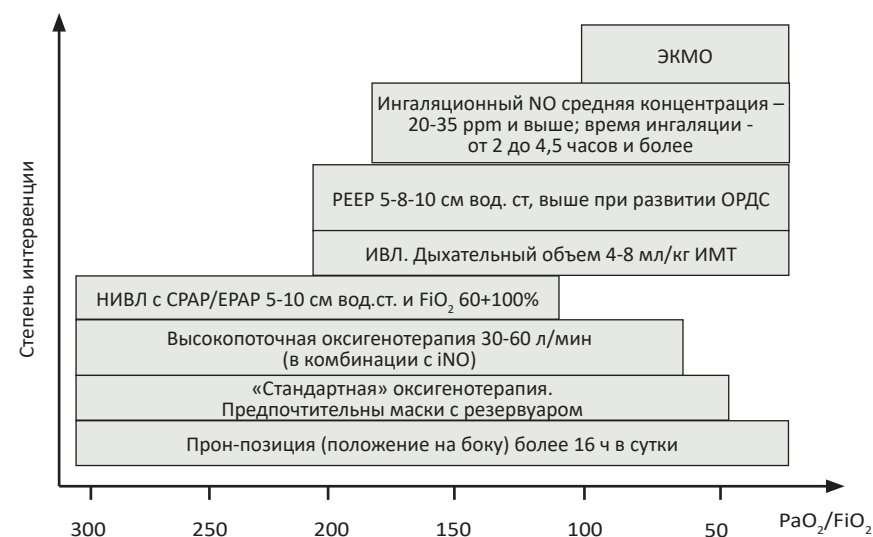 Степень интервенции
ЭКМО
Ингаляционный NO средняя концентрация –
20-35 ppm и выше; время ингаляции -
от 2 до 4,5 часов и более
PEEP 5-8-10 см вод. ст, выше при развитии ОРДС
ИВЛ. Дыхательный объем 4-8 мл/кг ИМТ
НИВЛ с CPAP/EPAP 5-10 см вод.ст. и FiO₂ 60+100%
Высокопоточная оксигенотерапия 30-60 л/мин
(в комбинации с iNO)
«Стандартная» оксигенотерапия.
Предпочтительны маски с резервуаром
Прон-позиция (положение на боку) более 16 ч в сутки
300 250 200 150 100 50 PaO₂/FiO₂